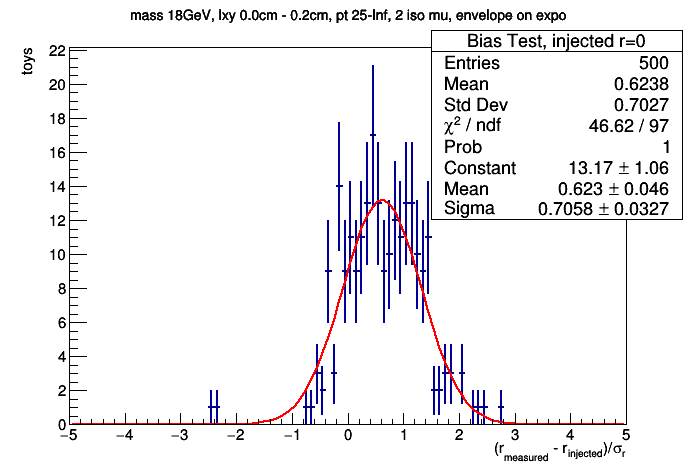 mass 18GeV, lxy 0.0cm - 0.2cm, pt 25-Inf, 2 iso mu, envelope on expo
Bias Test, injected r=0
Entries 500
Mean 0.6238
Std Dev 0.7027
χ² / ndf 46.62 / 97
Prob 1
Constant 13.17 ± 1.06
Mean 0.623 ± 0.046
Sigma 0.7058 ± 0.0327
toys
22
20
18
16
14
12
10
8
6
4
2
0
−5 −4 −3 −2 −1 0 1 2 3 4 5
(r_measured - r_injected)/σ_r